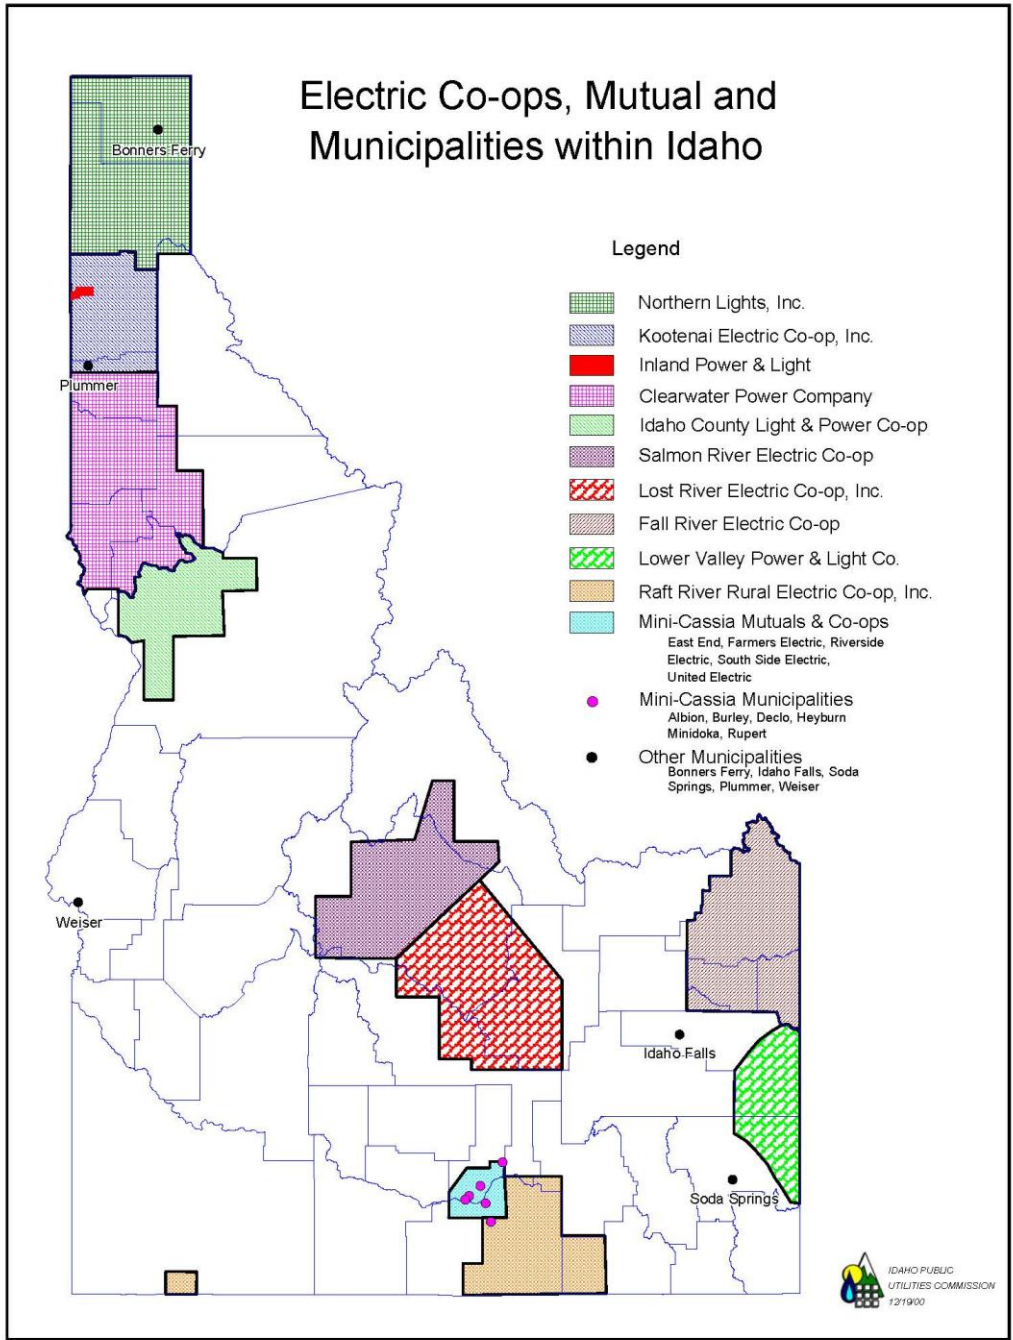 Electric Co-ops, Mutual and
Municipalities within Idaho
Bonners Ferry
Plummer
Weiser
Idaho Falls
Soda Springs
Legend
Northern Lights, Inc.
Kootenai Electric Co-op, Inc.
Inland Power & Light
Clearwater Power Company
Idaho County Light & Power Co-op
Salmon River Electric Co-op
Lost River Electric Co-op, Inc.
Fall River Electric Co-op
Lower Valley Power & Light Co.
Raft River Rural Electric Co-op, Inc.
Mini-Cassia Mutuals & Co-ops
East End, Farmers Electric, Riverside
Electric, South Side Electric,
United Electric
Mini-Cassia Municipalities
Albion, Burley, Declo, Heyburn
Minidoka, Rupert
Other Municipalities
Bonners Ferry, Idaho Falls, Soda
Springs, Plummer, Weiser
IDAHO PUBLIC
UTILITIES COMMISSION
12/19/00